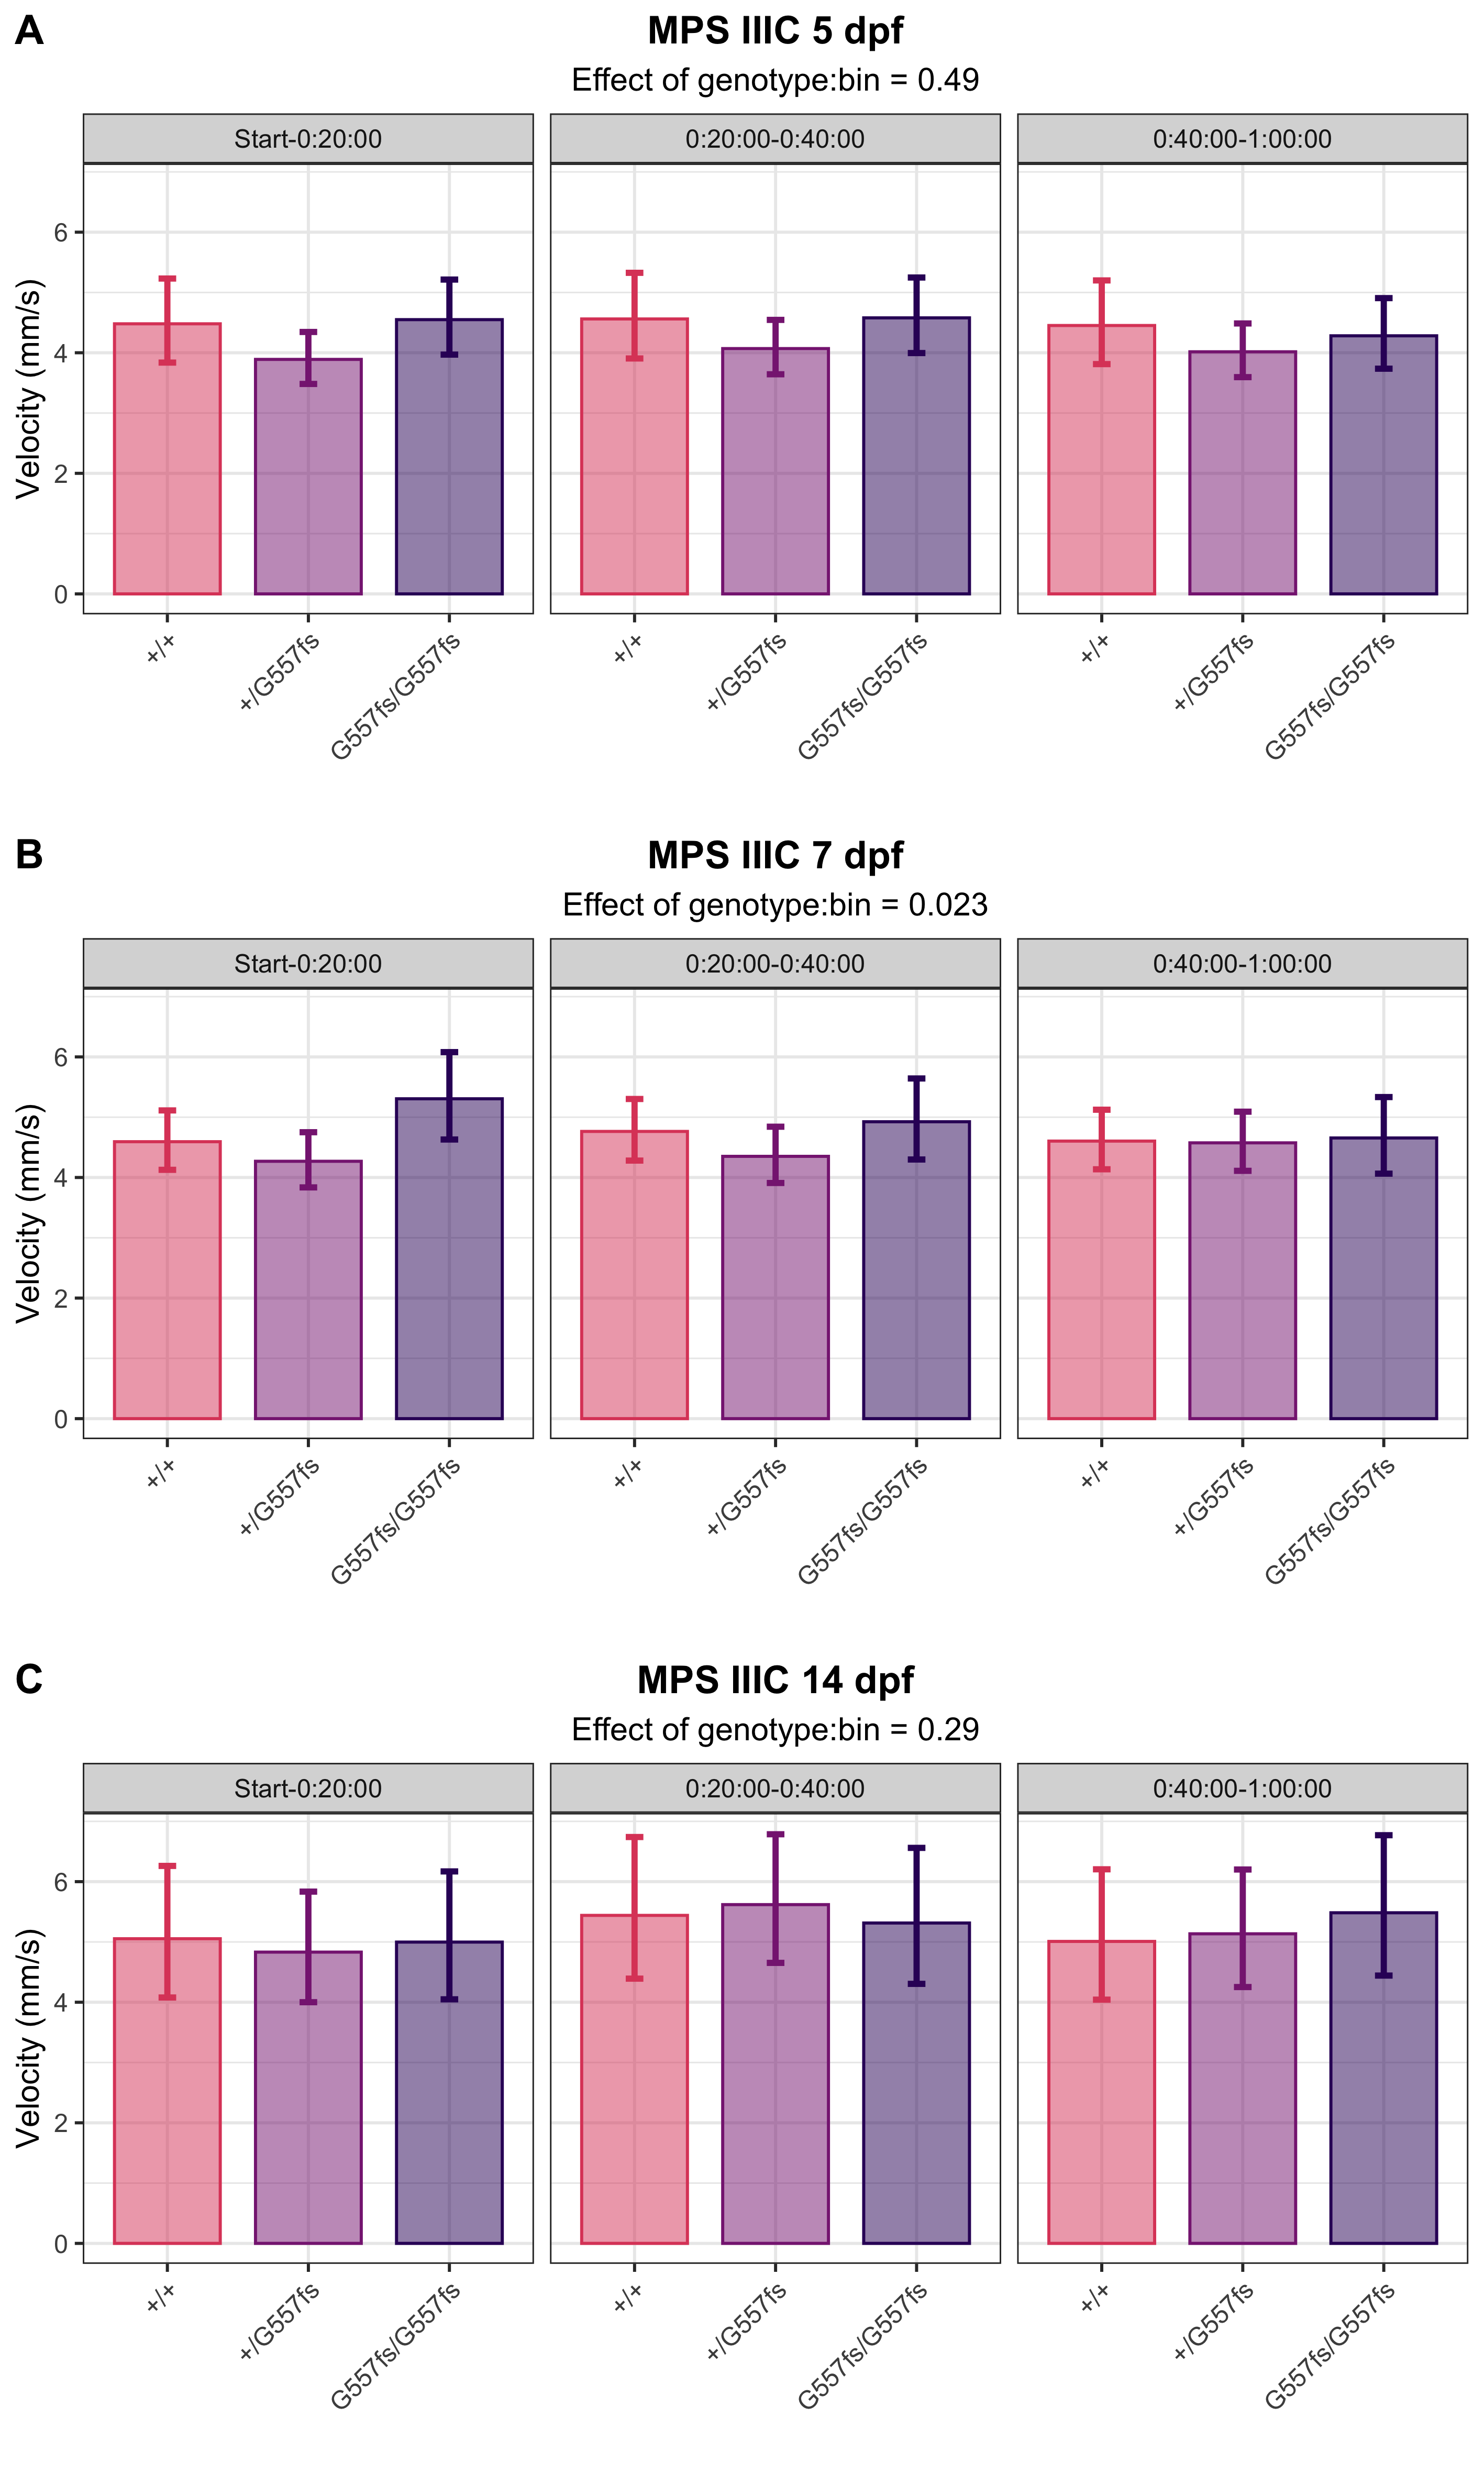 A
MPS IIIC 5 dpf
Effect of genotype:bin = 0.49
Start-0:20:00
0:20:00-0:40:00
0:40:00-1:00:00
Velocity (mm/s)
6
4
2
0
+/+
+/G557fs
G557fs/G557fs
+/+
+/G557fs
G557fs/G557fs
+/+
+/G557fs
G557fs/G557fs
B
MPS IIIC 7 dpf
Effect of genotype:bin = 0.023
Start-0:20:00
0:20:00-0:40:00
0:40:00-1:00:00
Velocity (mm/s)
6
4
2
0
+/+
+/G557fs
G557fs/G557fs
+/+
+/G557fs
G557fs/G557fs
+/+
+/G557fs
G557fs/G557fs
C
MPS IIIC 14 dpf
Effect of genotype:bin = 0.29
Start-0:20:00
0:20:00-0:40:00
0:40:00-1:00:00
Velocity (mm/s)
6
4
2
0
+/+
+/G557fs
G557fs/G557fs
+/+
+/G557fs
G557fs/G557fs
+/+
+/G557fs
G557fs/G557fs